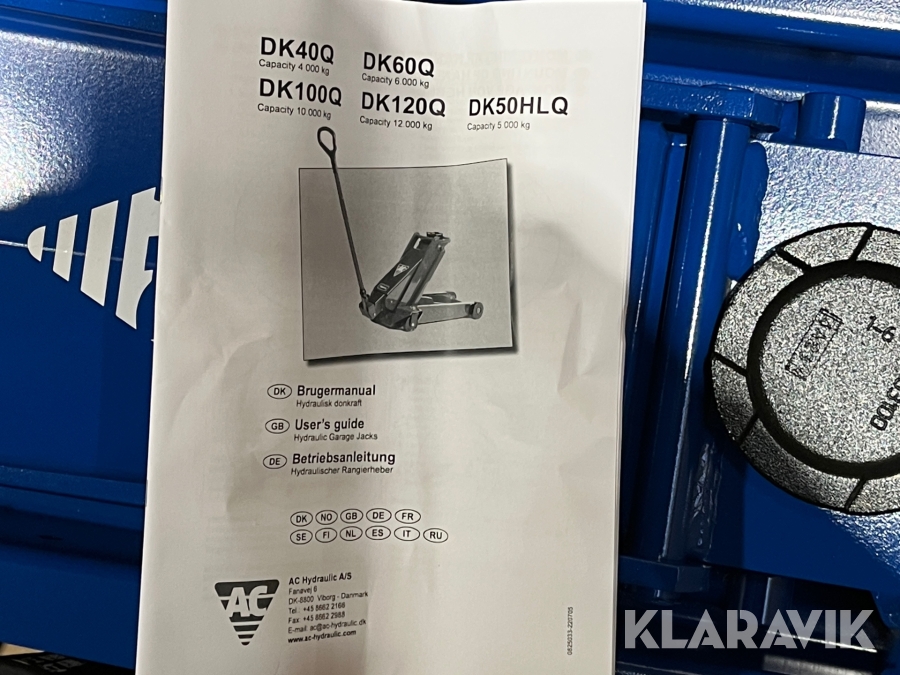 DK40Q
Capacity 4 000 kg
DK60Q
Capacity 6.000 kg
DK100Q
Capacity 10 000 kg
DK120Q
Capacity 12 000 kg
DK50HLQ
Capacity 5 000 kg
DK Brugermanual
Hydraulisk donkraft
GB User's guide
Hydraulic Garage Jacks
DE Betriebsanleitung
Hydraulischer Rangierheber
DK NO GB DE FR
SE FI NL ES IT RU
AC
AC Hydraulic A/S
Fanøvej 6
DK-8800 Viborg - Danmark
Tel.: +45 8662 2166
Fax +45 8662 2988
E-mail: ac@ac-hydraulic.dk
www.ac-hydraulic.com
0825033-220705
KLARAVIK